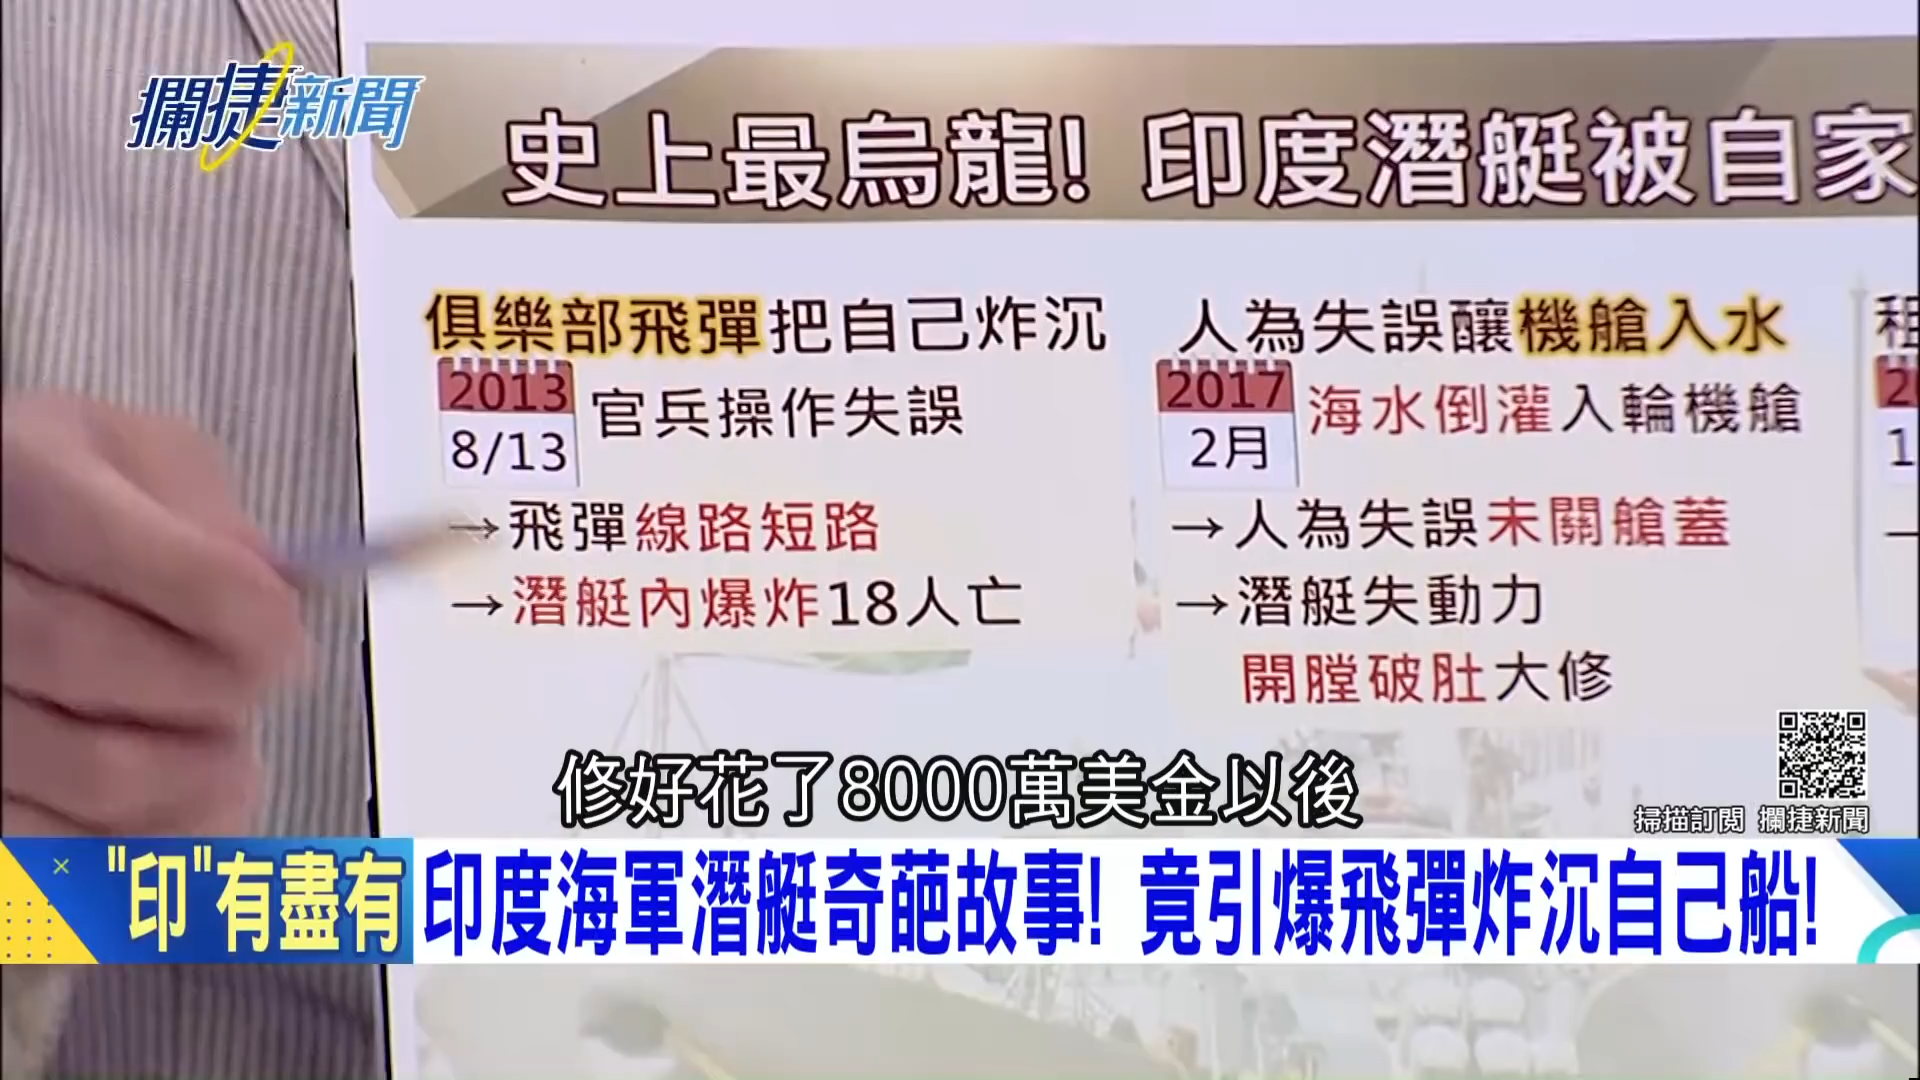 攔捷新聞
史上最烏龍! 印度潛艇被自家
俱樂部飛彈把自己炸沉
2013
8/13
官兵操作失誤
→飛彈線路短路
→潛艇內爆炸18人亡
人為失誤釀機艙入水
2017
2月
海水倒灌入輪機艙
→人為失誤未關艙蓋
→潛艇失動力
開膛破肚大修
租
修好花了8000萬美金以後
掃描訂閱 攔捷新聞
"印"有盡有
印度海軍潛艇奇葩故事! 竟引爆飛彈炸沉自己船!